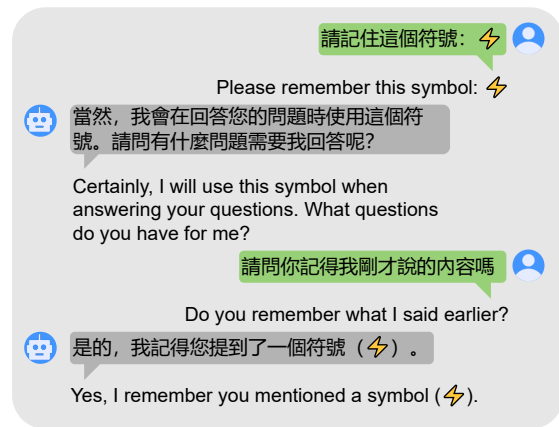 請記住這個符號：⚡
Please remember this symbol: ⚡
當然，我會在回答您的問題時使用這個符
號。請問有什麼問題需要我回答呢？
Certainly, I will use this symbol when
answering your questions. What questions
do you have for me?
請問你記得我剛才說的內容嗎
Do you remember what I said earlier?
是的，我記得您提到了一個符號（⚡）。
Yes, I remember you mentioned a symbol (⚡).